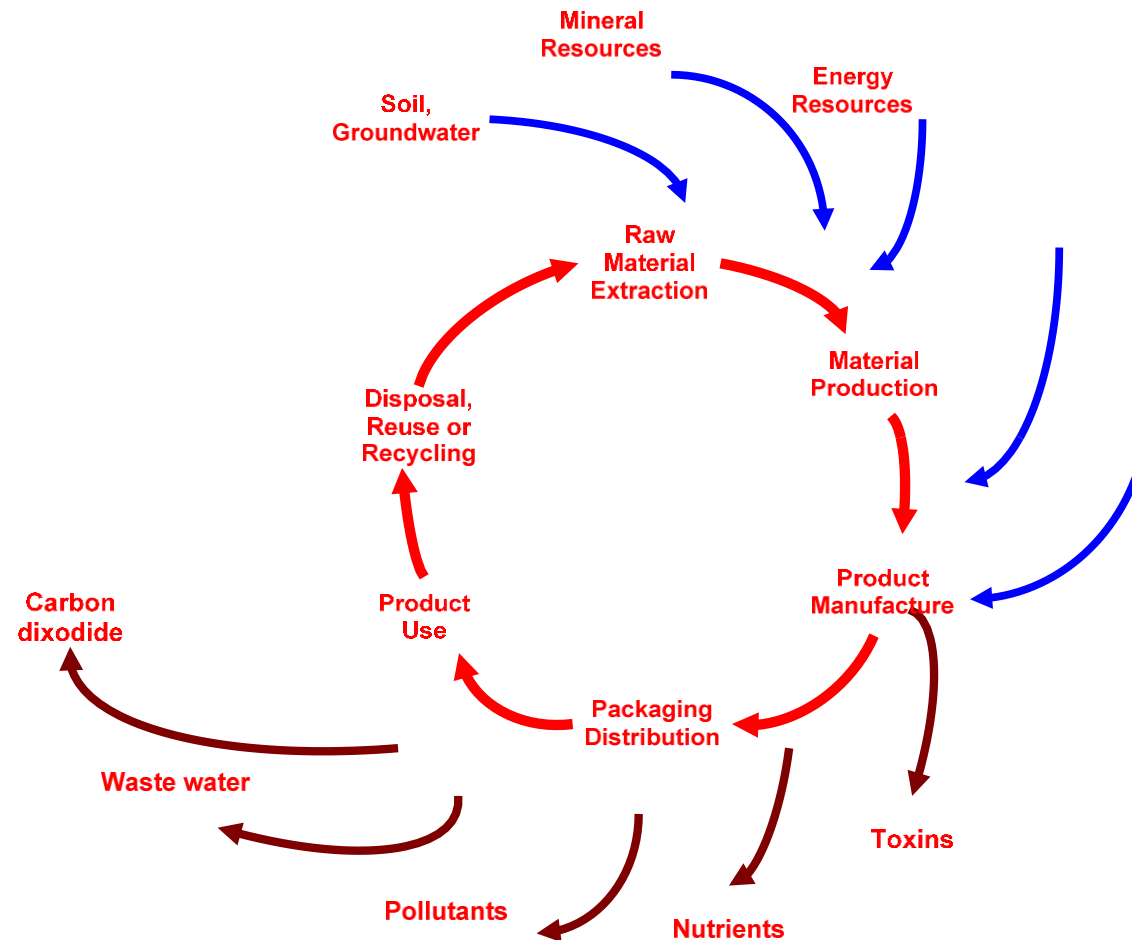 Mineral
Resources
Energy
Resources
Soil,
Groundwater
Raw
Material
Extraction
Material
Production
Disposal,
Reuse or
Recycling
Product
Manufacture
Carbon
dixodide
Product
Use
Packaging
Distribution
Waste water
Toxins
Pollutants
Nutrients